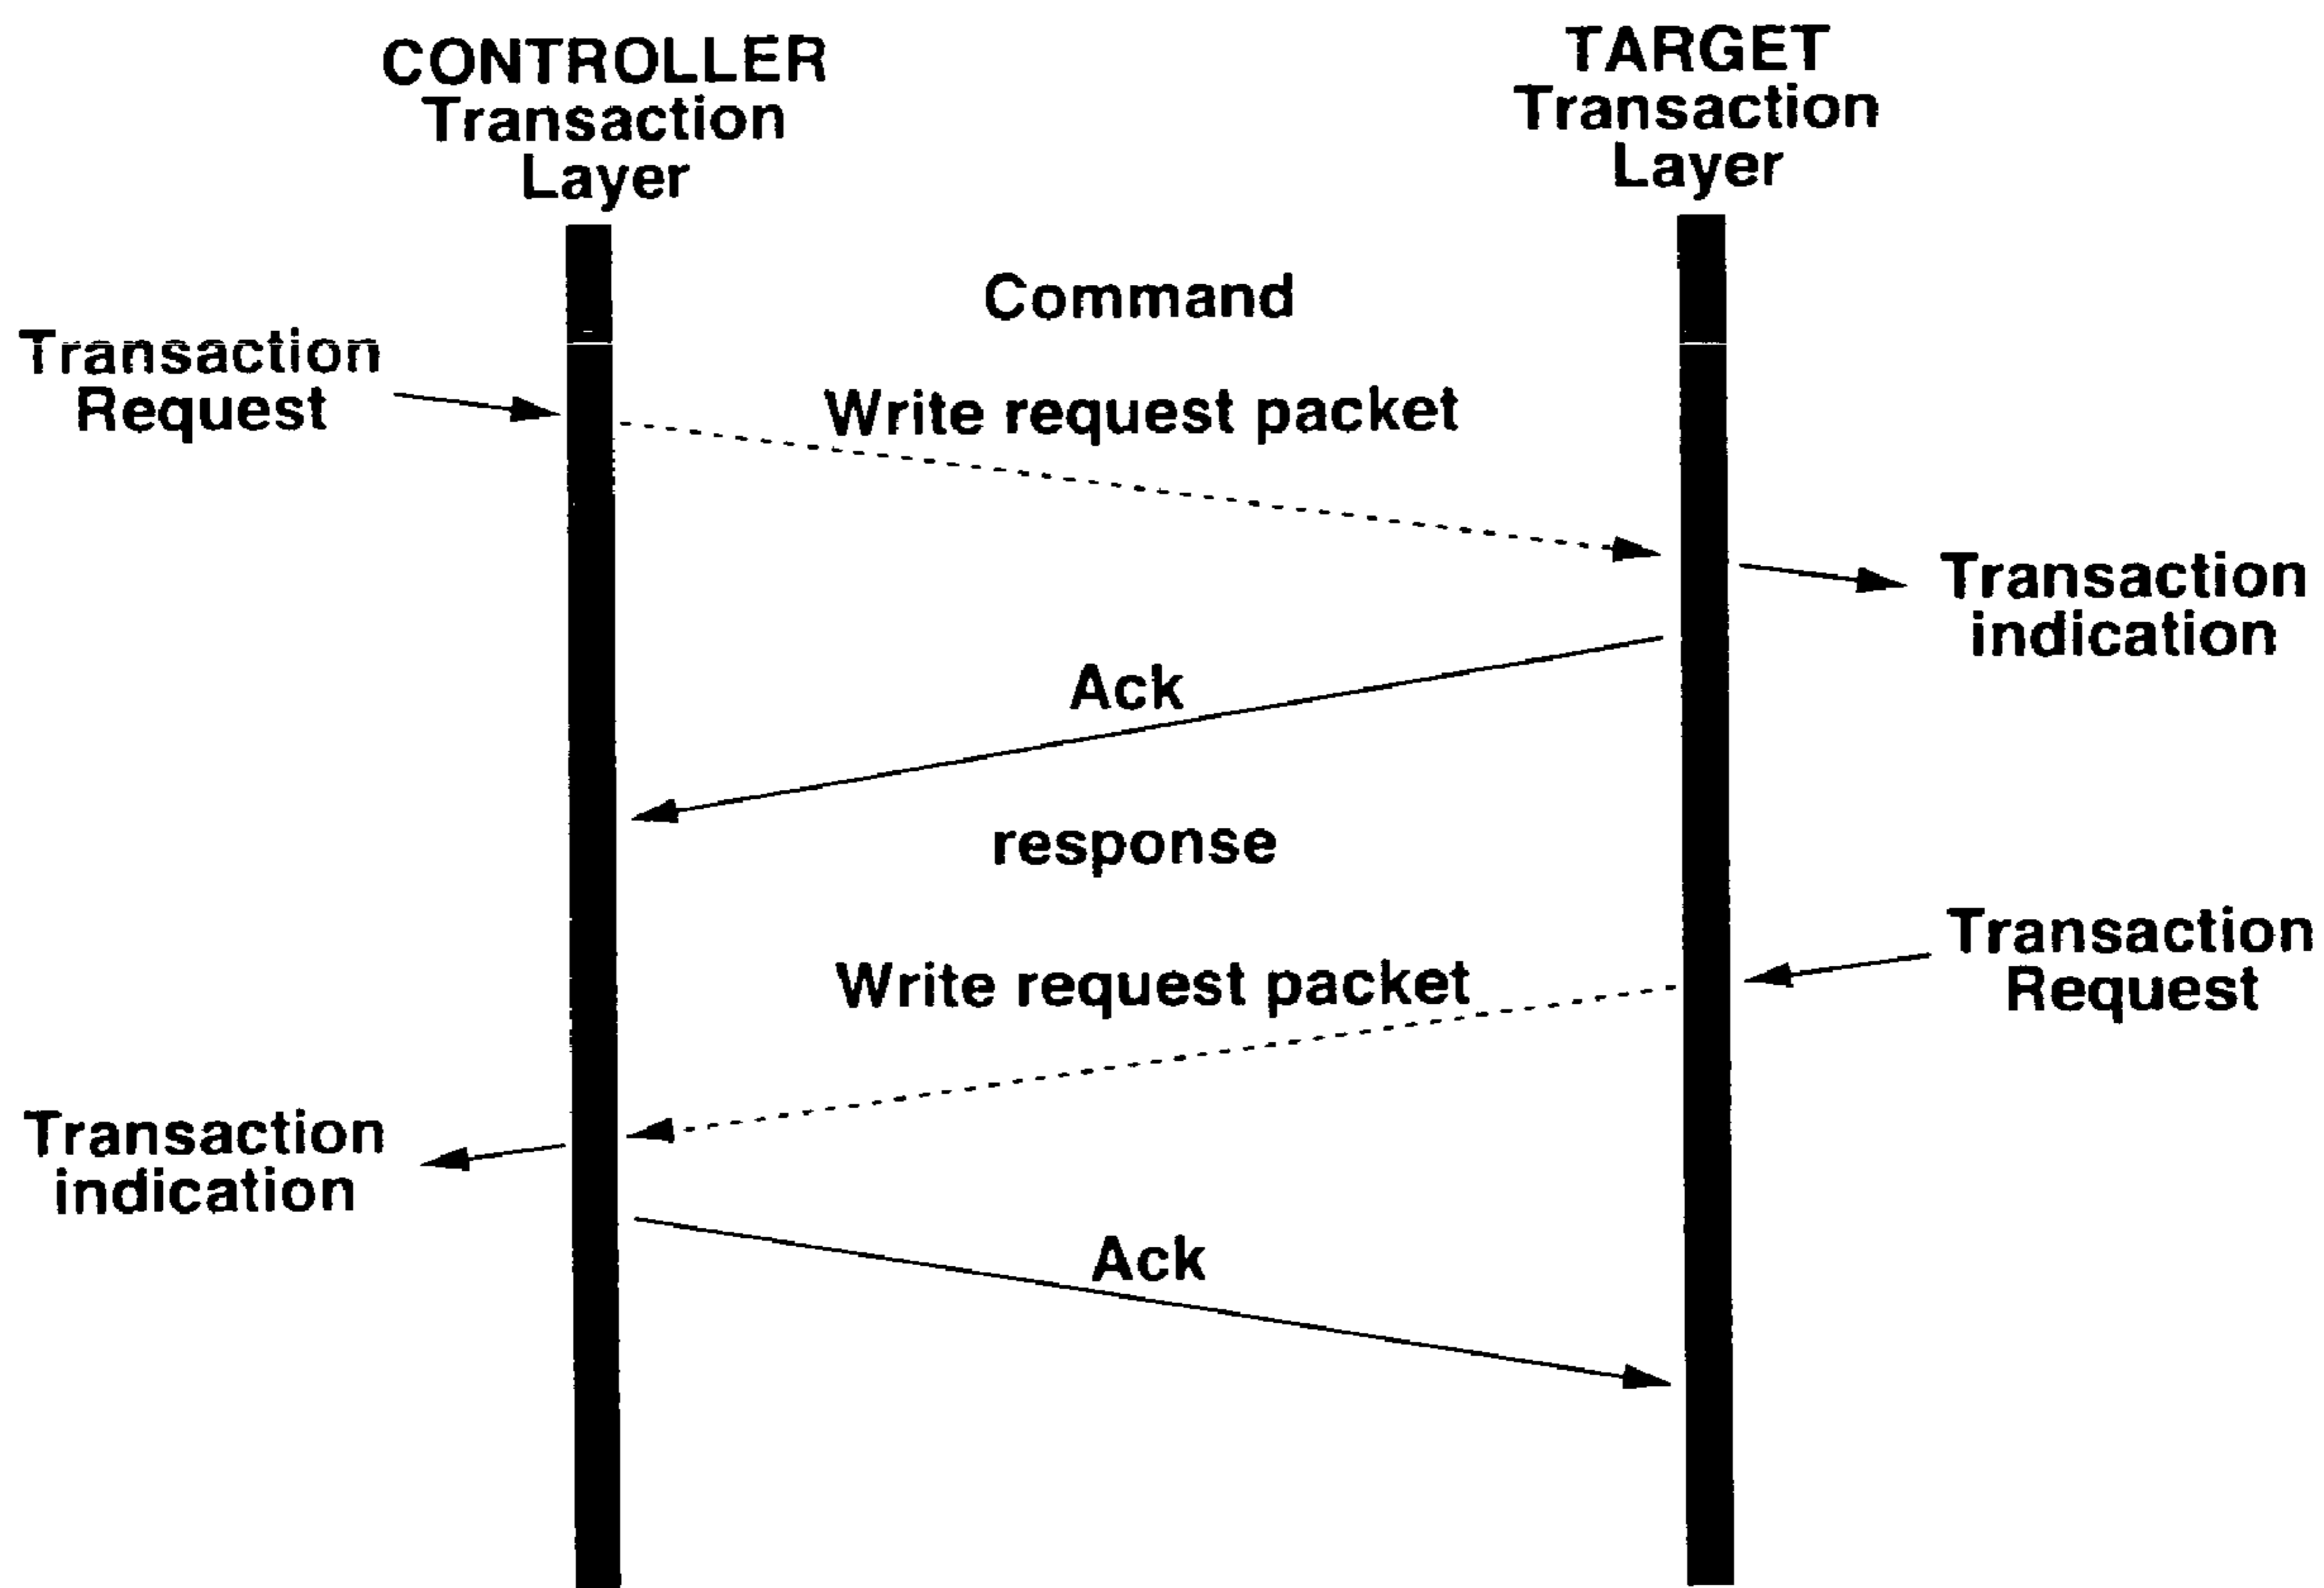 CONTROLLER
Transaction
Layer
TARGET
Transaction
Layer
Command
Transaction
Request
Write request packet
Transaction
indication
Ack
response
Transaction
Request
Write request packet
Transaction
indication
Ack